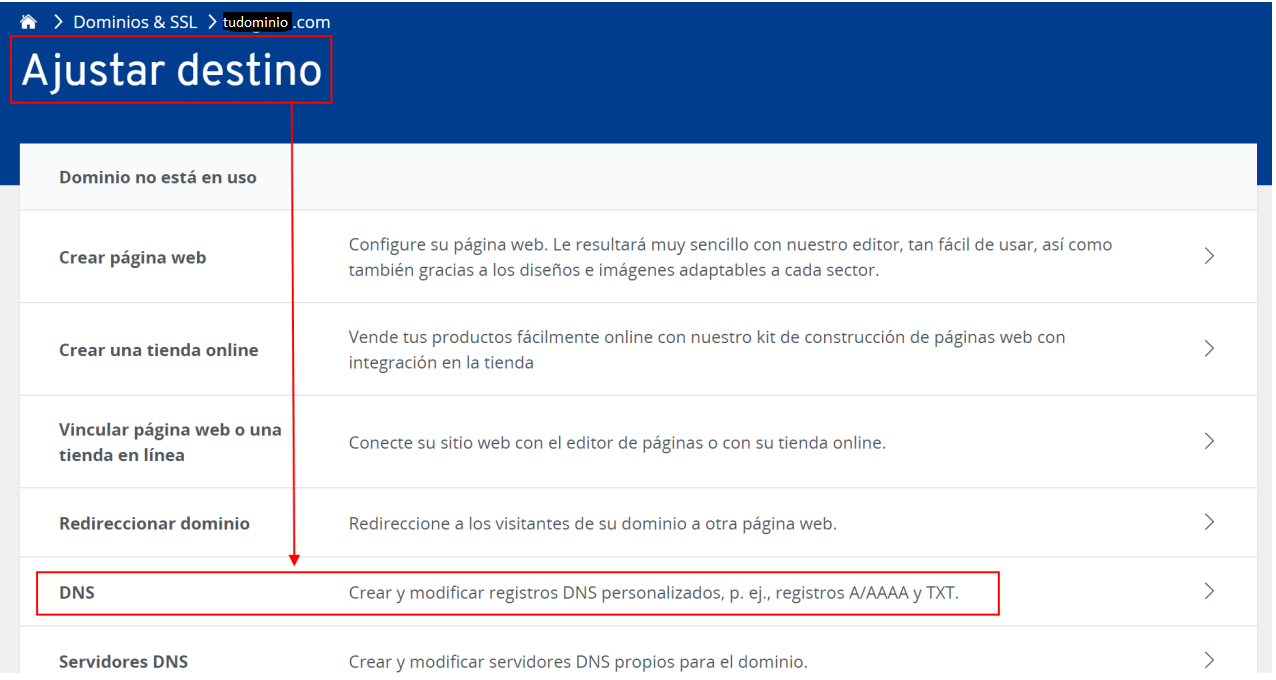 Dominios & SSL tudominio .com
Ajustar destino
Dominio no está en uso
Crear página web
Configure su página web. Le resultará muy sencillo con nuestro editor, tan fácil de usar, así como
también gracias a los diseños e imágenes adaptables a cada sector.
Crear una tienda online
Vende tus productos fácilmente online con nuestro kit de construcción de páginas web con
integración en la tienda
Vincular página web o una
tienda en línea
Conecte su sitio web con el editor de páginas o con su tienda online.
Redireccionar dominio
Redireccione a los visitantes de su dominio a otra página web.
DNS
Crear y modificar registros DNS personalizados, p. ej., registros A/AAAA y TXT.
Servidores DNS
Crear y modificar servidores DNS propios para el dominio.